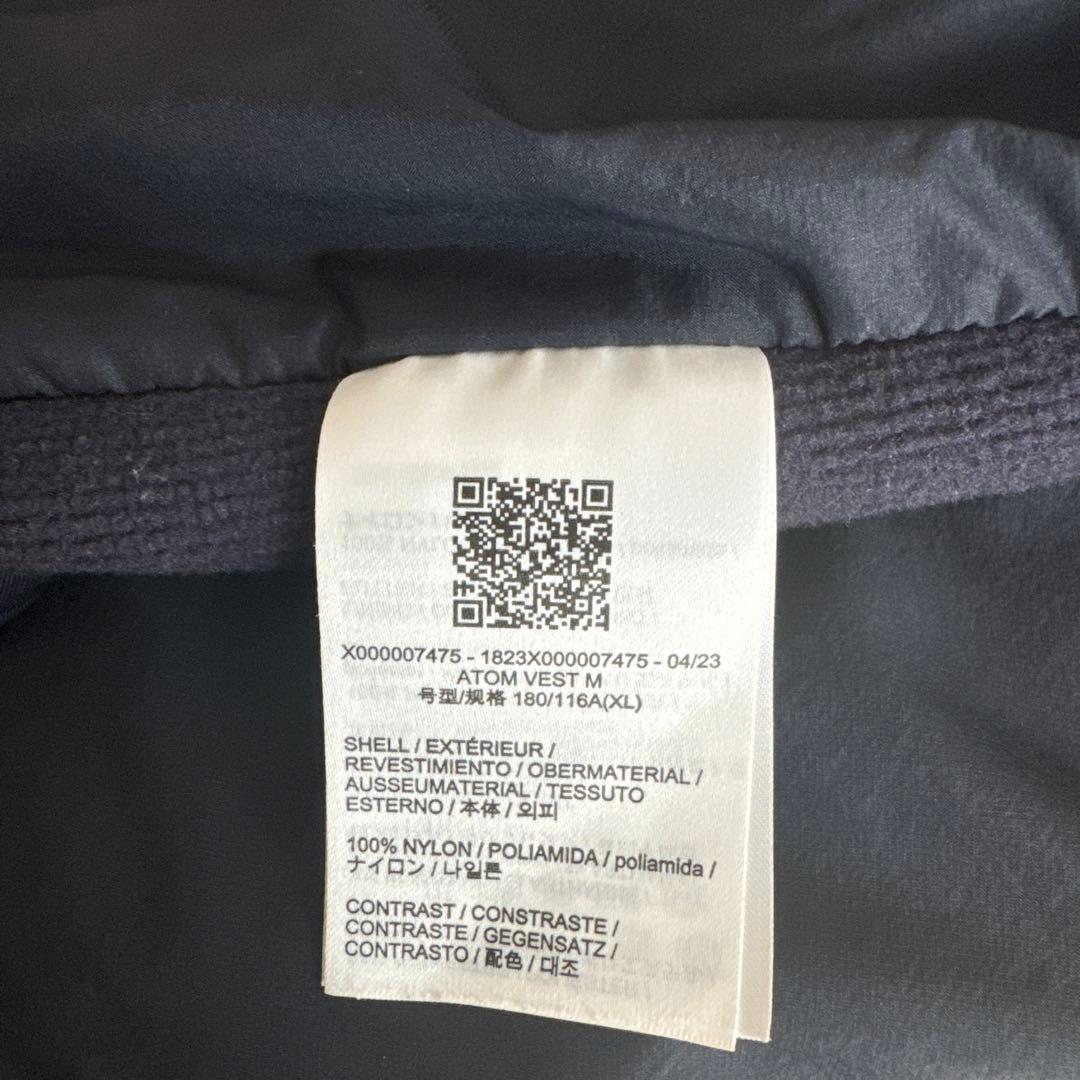 X000007475 - 1823X000007475 - 04/23
ATOM VEST M
号型/规格 180/116A(XL)
SHELL / EXTÉRIEUR /
REVESTIMIENTO / OBERMATERIAL /
AUSSEUMATERIAL / TESSUTO
ESTERNO / 本体 / 외피
100% NYLON / POLIAMIDA / poliamida /
ナイロン / 나일론
CONTRAST / CONSTRASTE /
CONTRASTE / GEGENSATZ /
CONTRASTO / 配色 / 대조